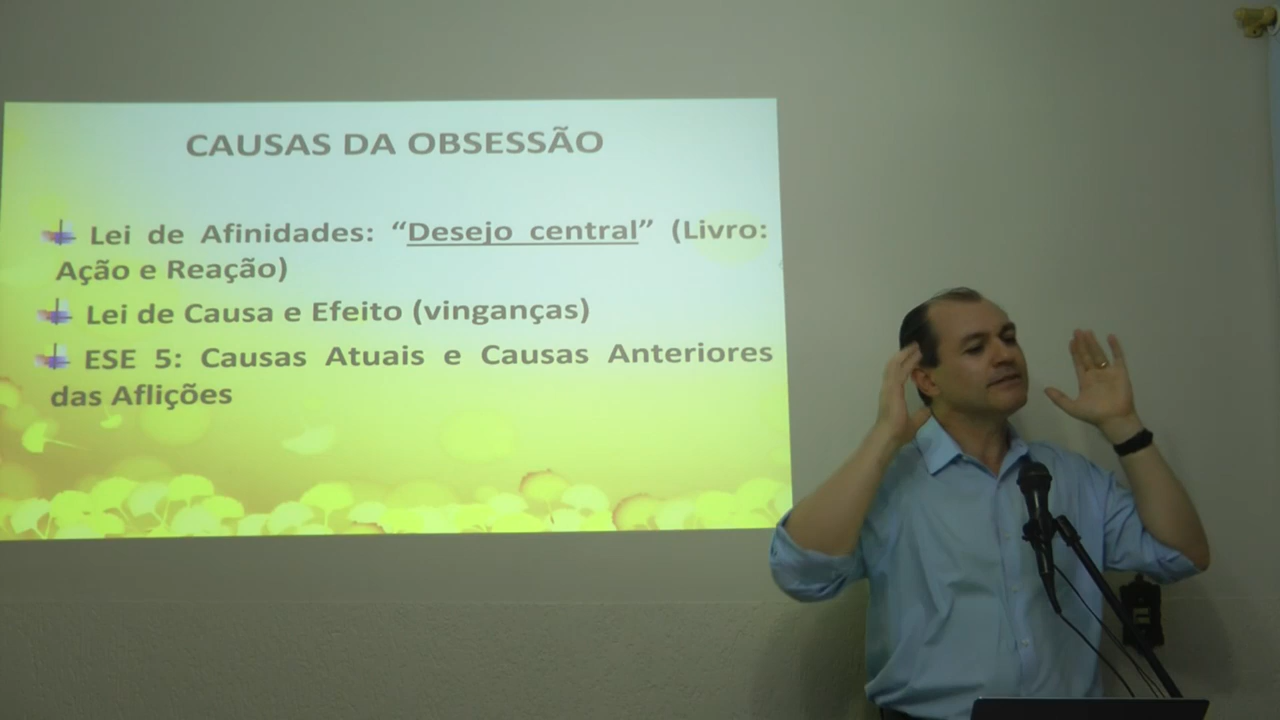 CAUSAS DA OBSESSÃO
Lei de Afinidades: “Desejo central” (Livro:
Ação e Reação)
Lei de Causa e Efeito (vinganças)
ESE 5: Causas Atuais e Causas Anteriores
das Aflições